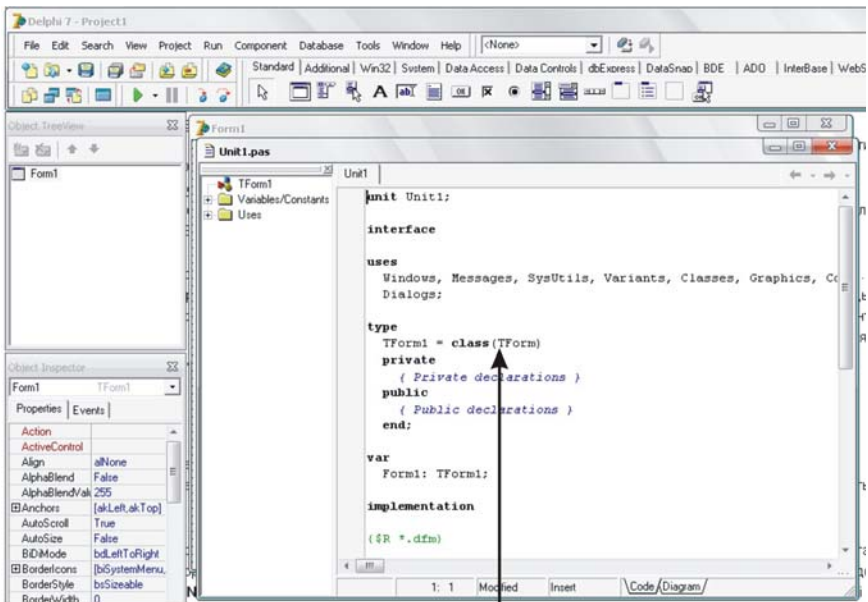 Delphi 7 - Project1
File Edit Search View Project Run Component Database Tools Window Help <None>
Standard Additional Win32 System Data Access Data Controls dbExpress DataSnap BDE ADO InterBase WebS
Object TreeView
Form1
Form1
Unit1.pas
TForm1
Variables/Constants
Uses
Unit1
unit Unit1;
interface
uses
Windows, Messages, SysUtils, Variants, Classes, Graphics, Co
Dialogs;
type
TForm1 = class(TForm)
private
{ Private declarations }
public
{ Public declarations }
end;
var
Form1: TForm1;
implementation
{$R *.dfm}
1: 1 Modified Insert Code Diagram
Object Inspector
Form1 TForm1
Properties Events
Action
ActiveControl
Align alNone
AlphaBlend False
AlphaBlendVal 255
Anchors [akLeft,akTop]
AutoScroll True
AutoSize False
BiDiMode bdLeftToRight
BorderIcons [biSystemMenu,
BorderStyle bsSizeable
BorderWidth 0